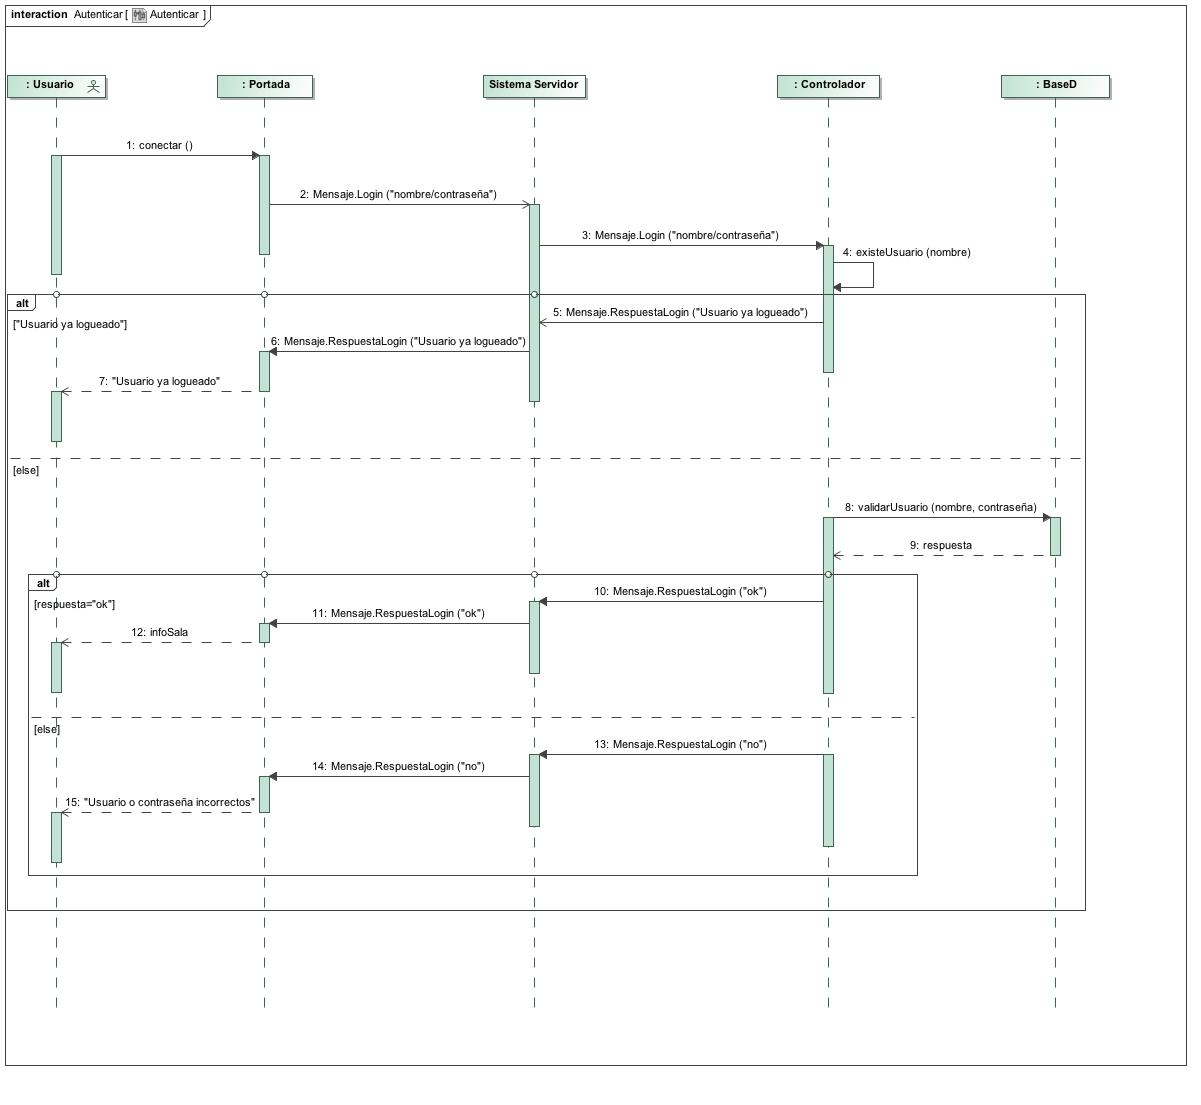 interaction Autenticar [ Autenticar ]
: Usuario
: Portada
Sistema Servidor
: Controlador
: BaseD
1: conectar ()
2: Mensaje.Login ("nombre/contraseña")
3: Mensaje.Login ("nombre/contraseña")
4: existeUsuario (nombre)
alt
["Usuario ya logueado"]
5: Mensaje.RespuestaLogin ("Usuario ya logueado")
6: Mensaje.RespuestaLogin ("Usuario ya logueado")
7: "Usuario ya logueado"
[else]
8: validarUsuario (nombre, contraseña)
9: respuesta
alt
[respuesta="ok"]
10: Mensaje.RespuestaLogin ("ok")
11: Mensaje.RespuestaLogin ("ok")
12: infoSala
[else]
13: Mensaje.RespuestaLogin ("no")
14: Mensaje.RespuestaLogin ("no")
15: "Usuario o contraseña incorrectos"